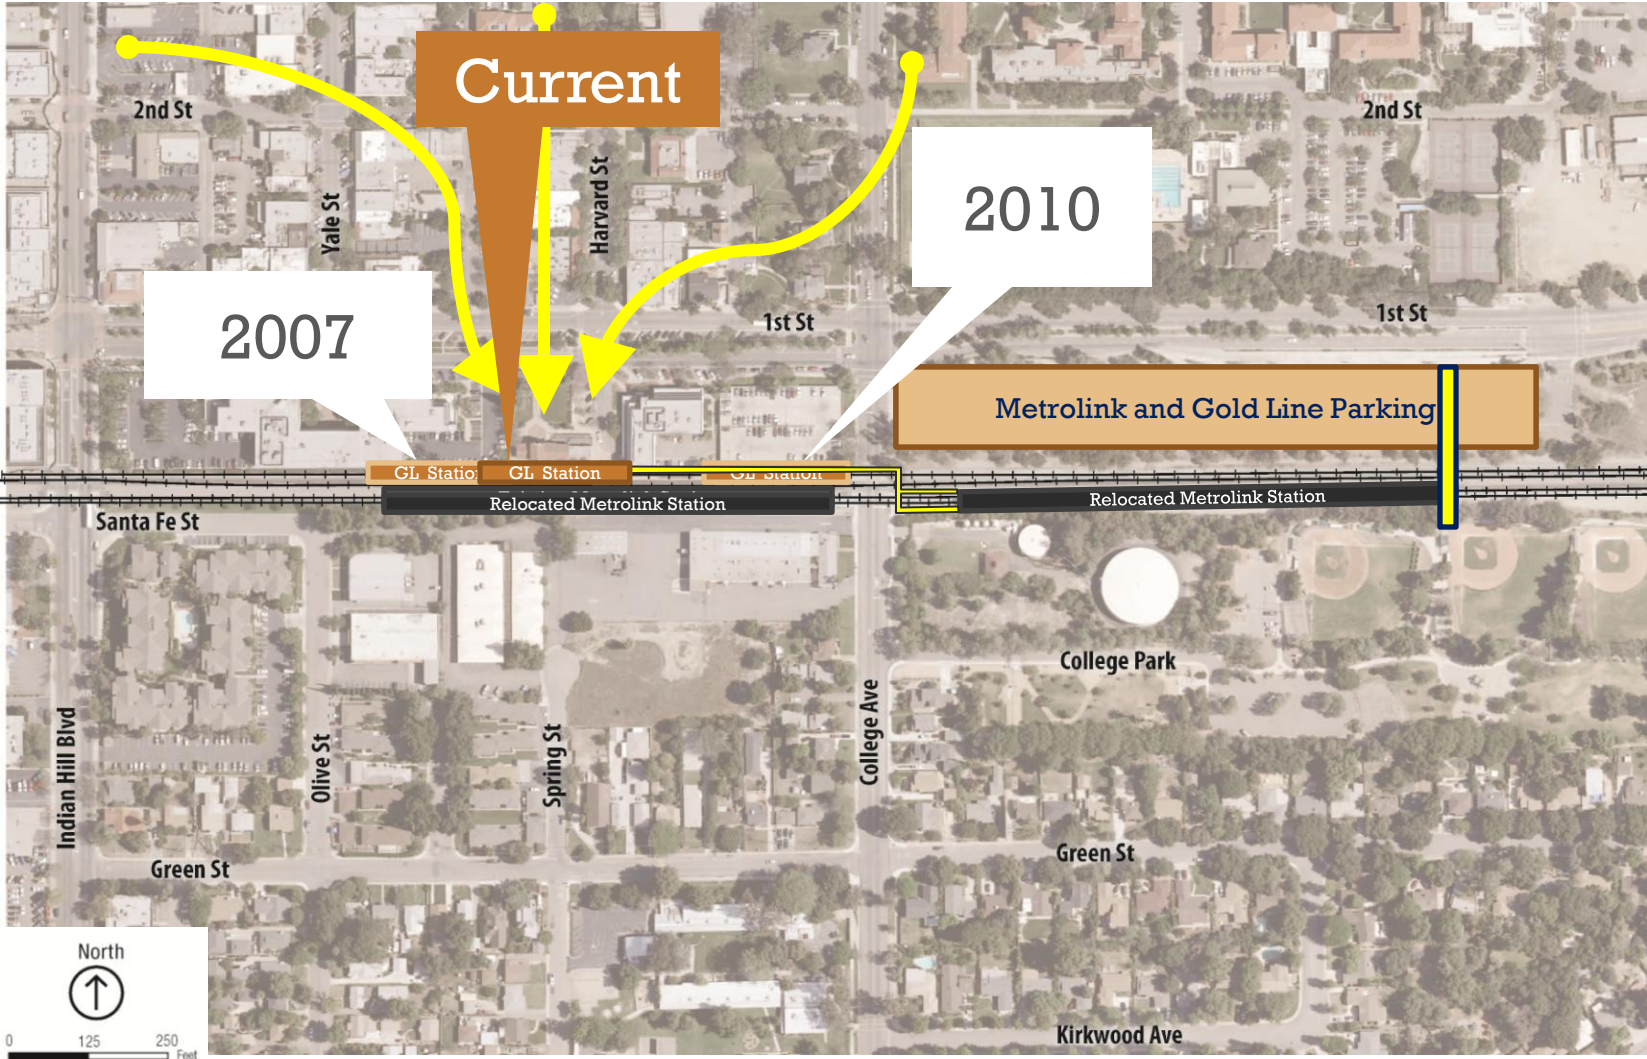 Current
2nd St
2nd St
Yale St
Harvard St
2010
2007
1st St
1st St
Metrolink and Gold Line Parking
GL Statio
GL Station
GL Station
Relocated Metrolink Station
Relocated Metrolink Station
Santa Fe St
College Park
Indian Hill Blvd
Olive St
Spring St
College Ave
Green St
Green St
North
0 125 250
Feet
Kirkwood Ave